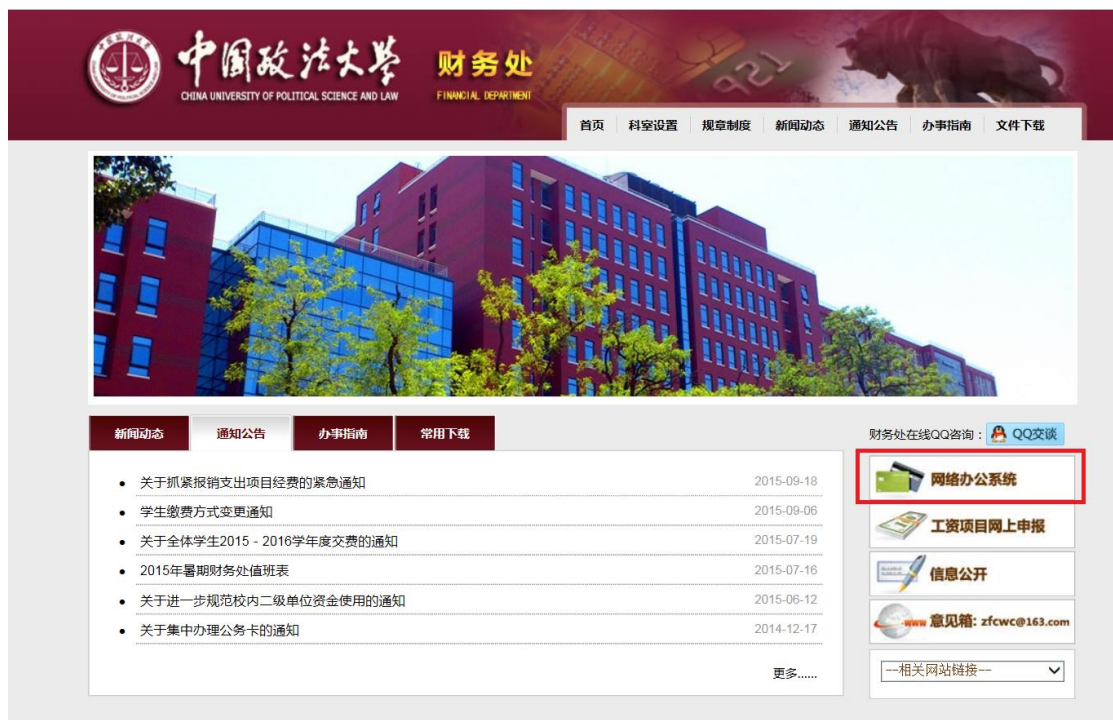 中国政法大学
CHINA UNIVERSITY OF POLITICAL SCIENCE AND LAW
财务处
FINANCIAL DEPARTMENT
921
首页 科室设置 规章制度 新闻动态 通知公告 办事指南 文件下载
新闻动态 通知公告 办事指南 常用下载
关于抓紧报销支出项目经费的紧急通知 2015-09-18
学生缴费方式变更通知 2015-09-06
关于全体学生2015 - 2016学年度交费的通知 2015-07-19
2015年暑期财务处值班表 2015-07-16
关于进一步规范校内二级单位资金使用的通知 2015-06-12
关于集中办理公务卡的通知 2014-12-17
更多......
财务处在线QQ咨询： QQ交谈
网络办公系统
工资项目网上申报
信息公开
www 意见箱: zfcwc@163.com
--相关网站链接--